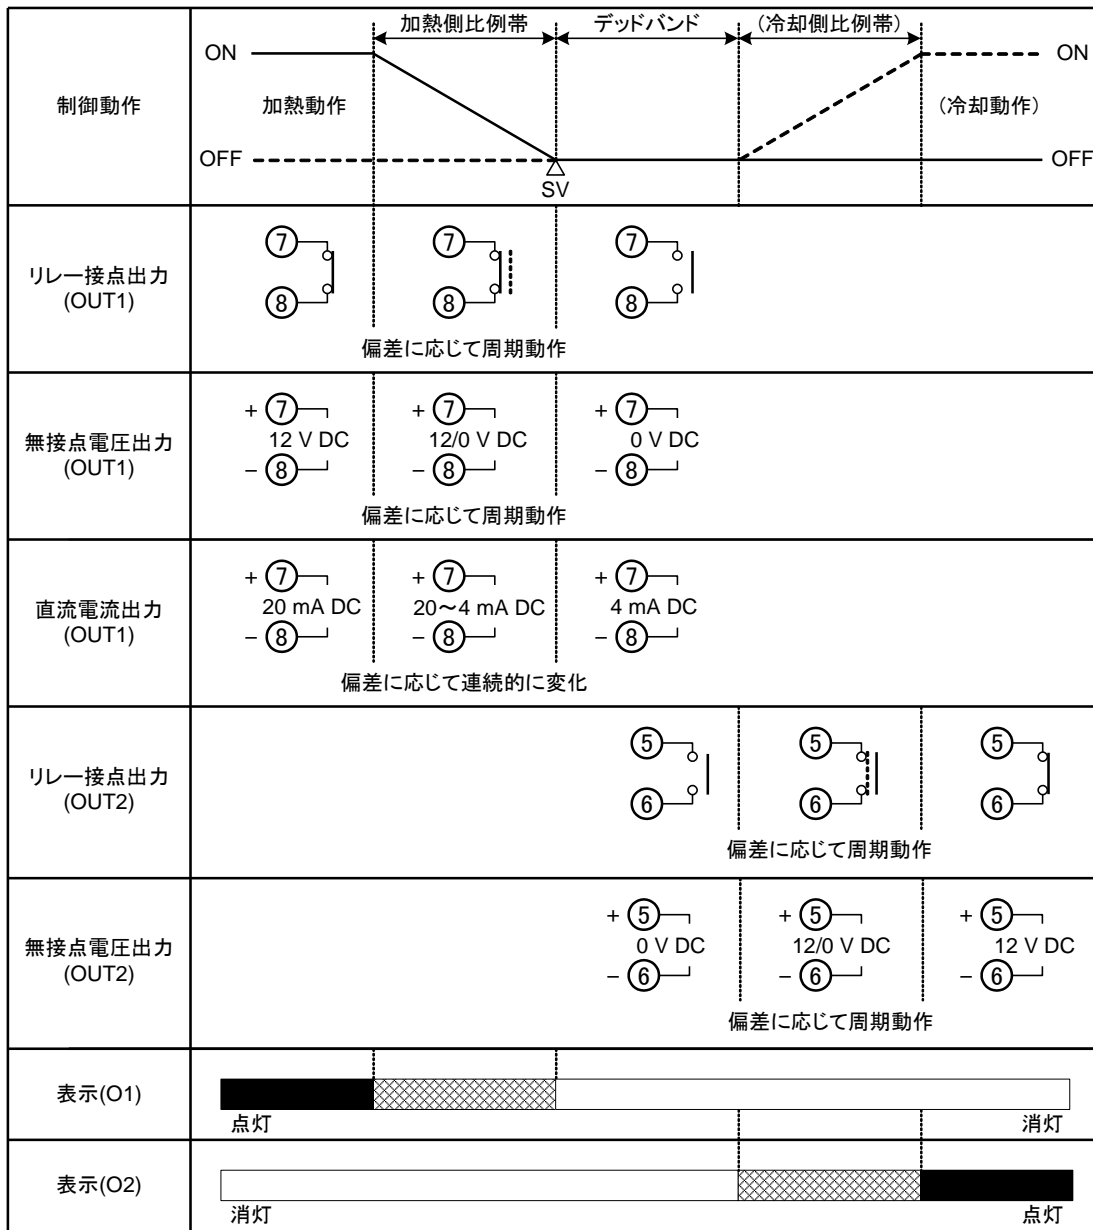 加熱側比例帯
デッドバンド
(冷却側比例帯)
制御動作
ON
ON
加熱動作
(冷却動作)
OFF
OFF
SV
リレー接点出力
(OUT1)
7
7
7
8
8
8
偏差に応じて周期動作
無接点電圧出力
(OUT1)
+ 7
+ 7
+ 7
12 V DC
12/0 V DC
0 V DC
− 8
− 8
− 8
偏差に応じて周期動作
直流電流出力
(OUT1)
+ 7
+ 7
+ 7
20 mA DC
20～4 mA DC
4 mA DC
− 8
− 8
− 8
偏差に応じて連続的に変化
リレー接点出力
(OUT2)
5
5
5
6
6
6
偏差に応じて周期動作
無接点電圧出力
(OUT2)
+ 5
+ 5
+ 5
0 V DC
12/0 V DC
12 V DC
− 6
− 6
− 6
偏差に応じて周期動作
表示(O1)
点灯
消灯
表示(O2)
消灯
点灯